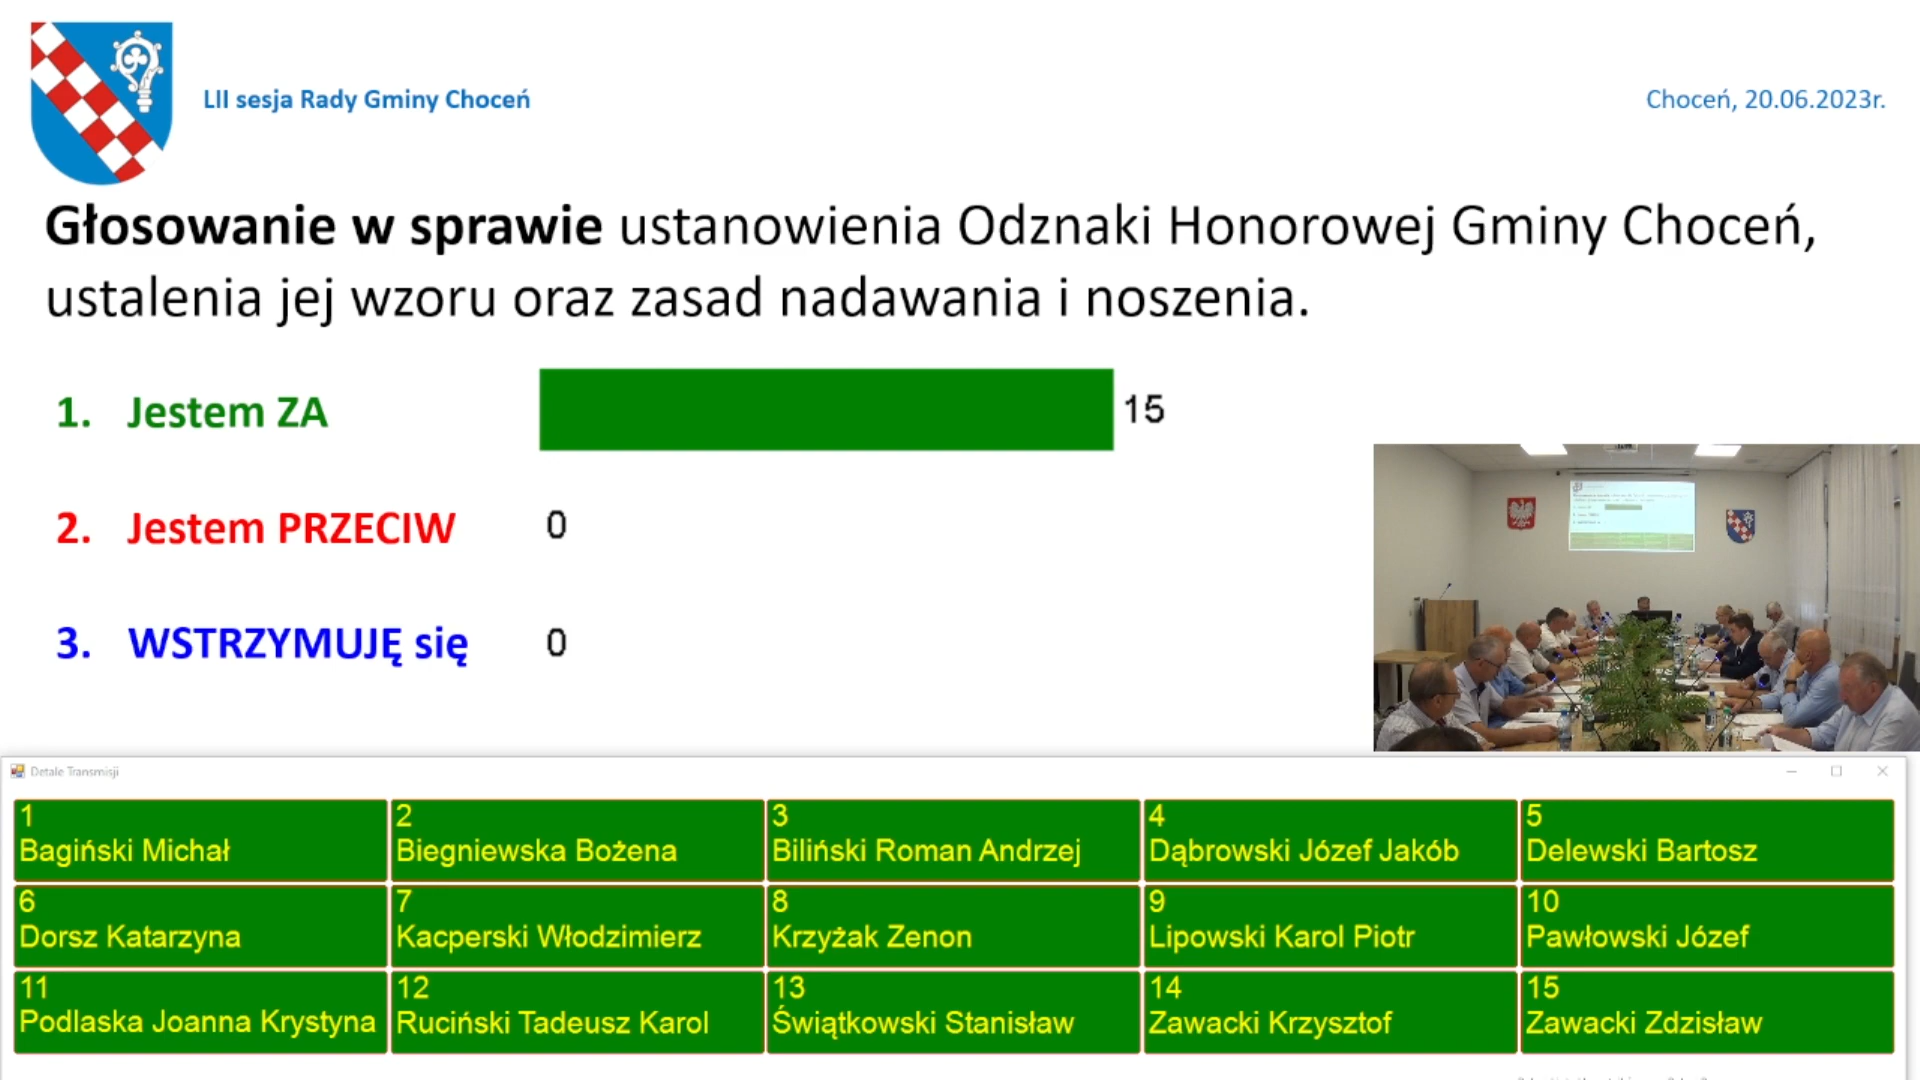 LII sesja Rady Gminy Choceń
Choceń, 20.06.2023r.
Głosowanie w sprawie ustanowienia Odznaki Honorowej Gminy Choceń,
ustalenia jej wzoru oraz zasad nadawania i noszenia.
1. Jestem ZA 15
2. Jestem PRZECIW 0
3. WSTRZYMUJĘ się 0
Detale Transmisji
1
Bagiński Michał
2
Biegniewska Bożena
3
Biliński Roman Andrzej
4
Dąbrowski Józef Jakób
5
Delewski Bartosz
6
Dorsz Katarzyna
7
Kacperski Włodzimierz
8
Krzyżak Zenon
9
Lipowski Karol Piotr
10
Pawłowski Józef
11
Podlaska Joanna Krystyna
12
Ruciński Tadeusz Karol
13
Świątkowski Stanisław
14
Zawacki Krzysztof
15
Zawacki Zdzisław